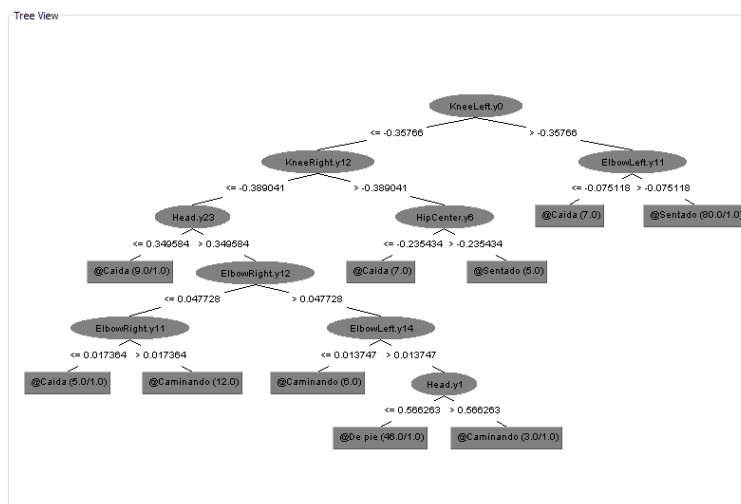 Tree View
KneeLeft.y0
<= -0.35766 > -0.35766
KneeRight.y12 ElbowLeft.y11
<= -0.389041 > -0.389041 <= -0.075118 > -0.075118
Head.y23 HipCenter.y6 @Caida (7.0) @Sentado (80.0/1.0)
<= 0.349584 > 0.349584 <= -0.235434 > -0.235434
@Caida (9.0/1.0) ElbowRight.y12 @Caida (7.0) @Sentado (5.0)
<= 0.047728 > 0.047728
ElbowRight.y11 ElbowLeft.y14
<= 0.017364 > 0.017364 <= 0.013747 > 0.013747
@Caida (5.0/1.0) @Caminando (12.0) @Caminando (6.0) Head.y1
<= 0.566263 > 0.566263
@De pie (46.0/1.0) @Caminando (3.0/1.0)